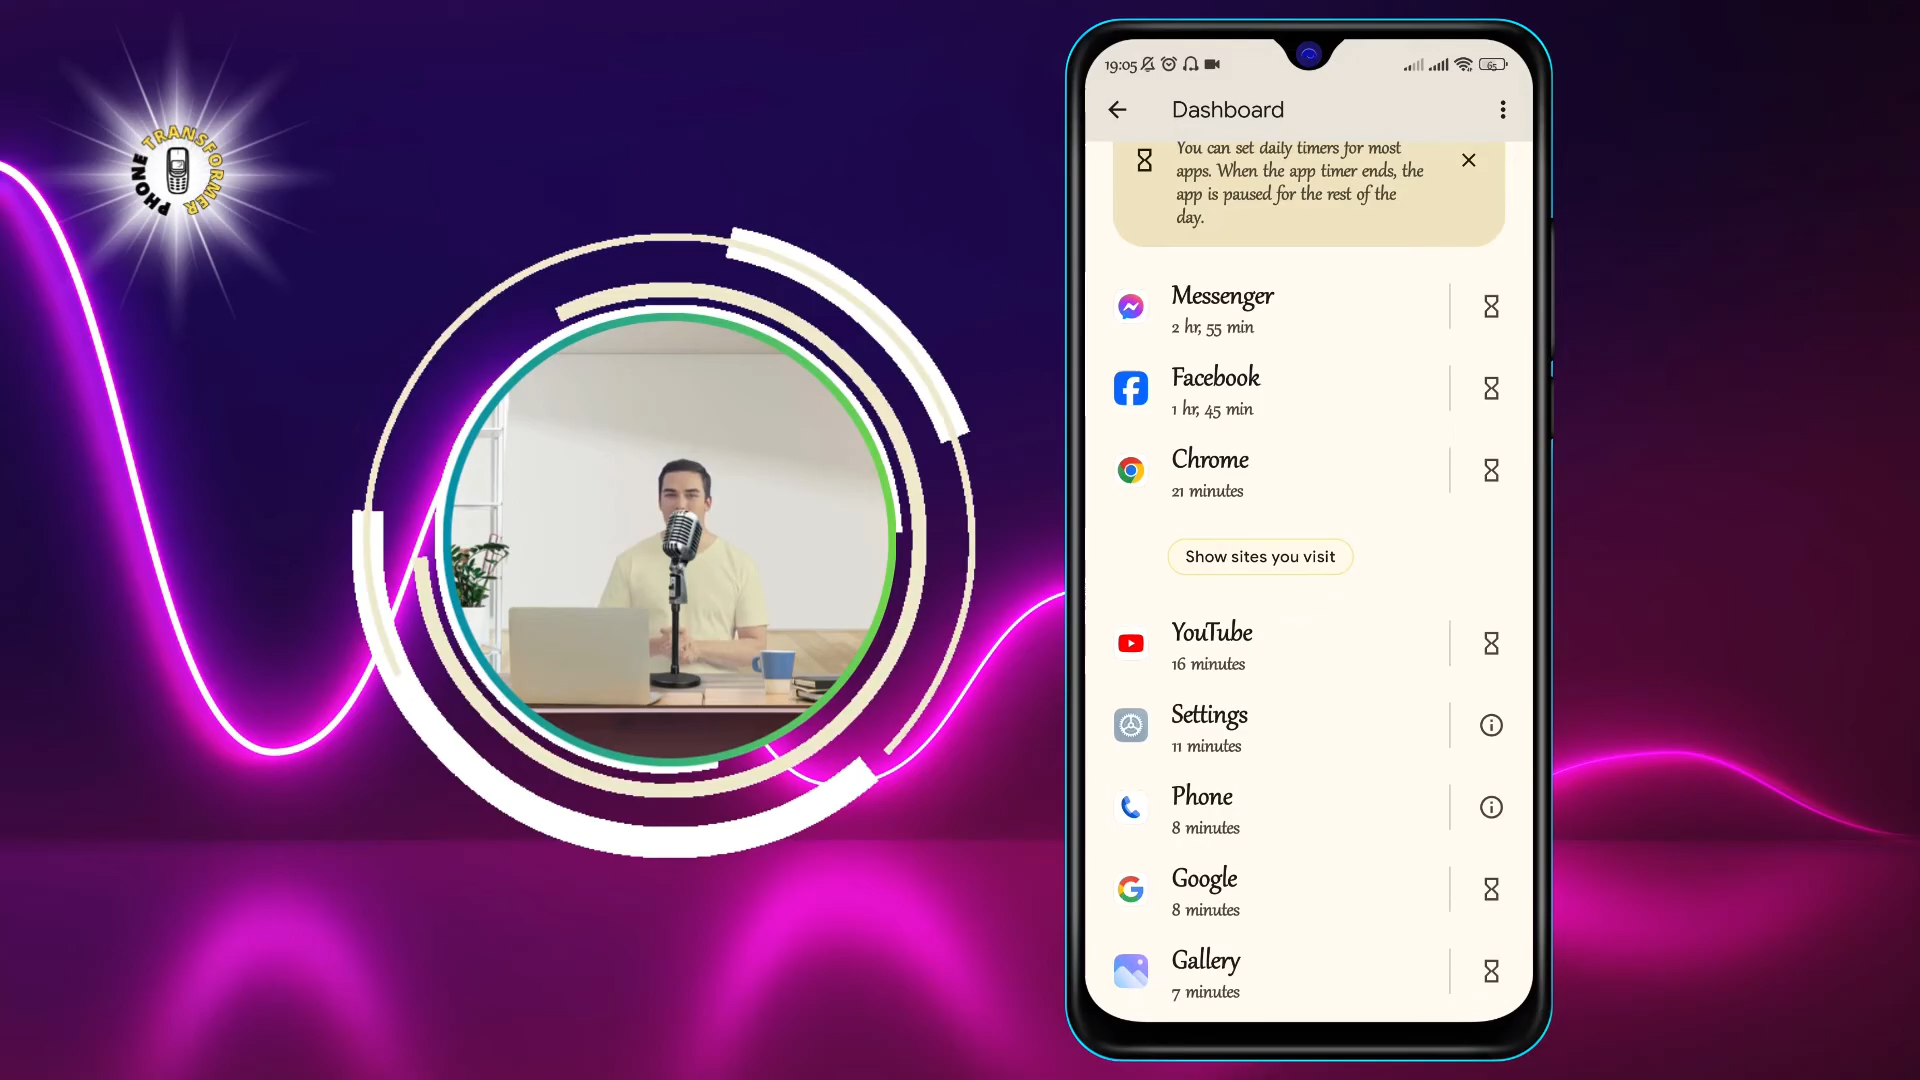 PHONE TRANSFORMER
19:05
65
Dashboard
You can set daily timers for most
apps. When the app timer ends, the
app is paused for the rest of the
day.
Messenger
2 hr, 55 min
Facebook
1 hr, 45 min
Chrome
21 minutes
Show sites you visit
YouTube
16 minutes
Settings
11 minutes
Phone
8 minutes
Google
8 minutes
Gallery
7 minutes